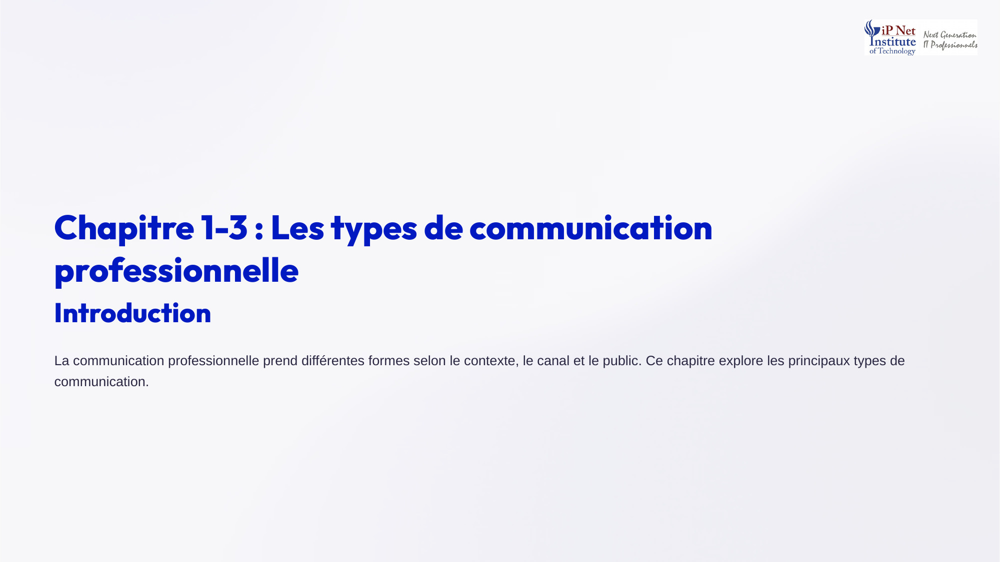 iP Net
Institute
of Technology
Next Generation
IT Professionnels
Chapitre 1-3 : Les types de communication
professionnelle
Introduction
La communication professionnelle prend différentes formes selon le contexte, le canal et le public. Ce chapitre explore les principaux types de
communication.